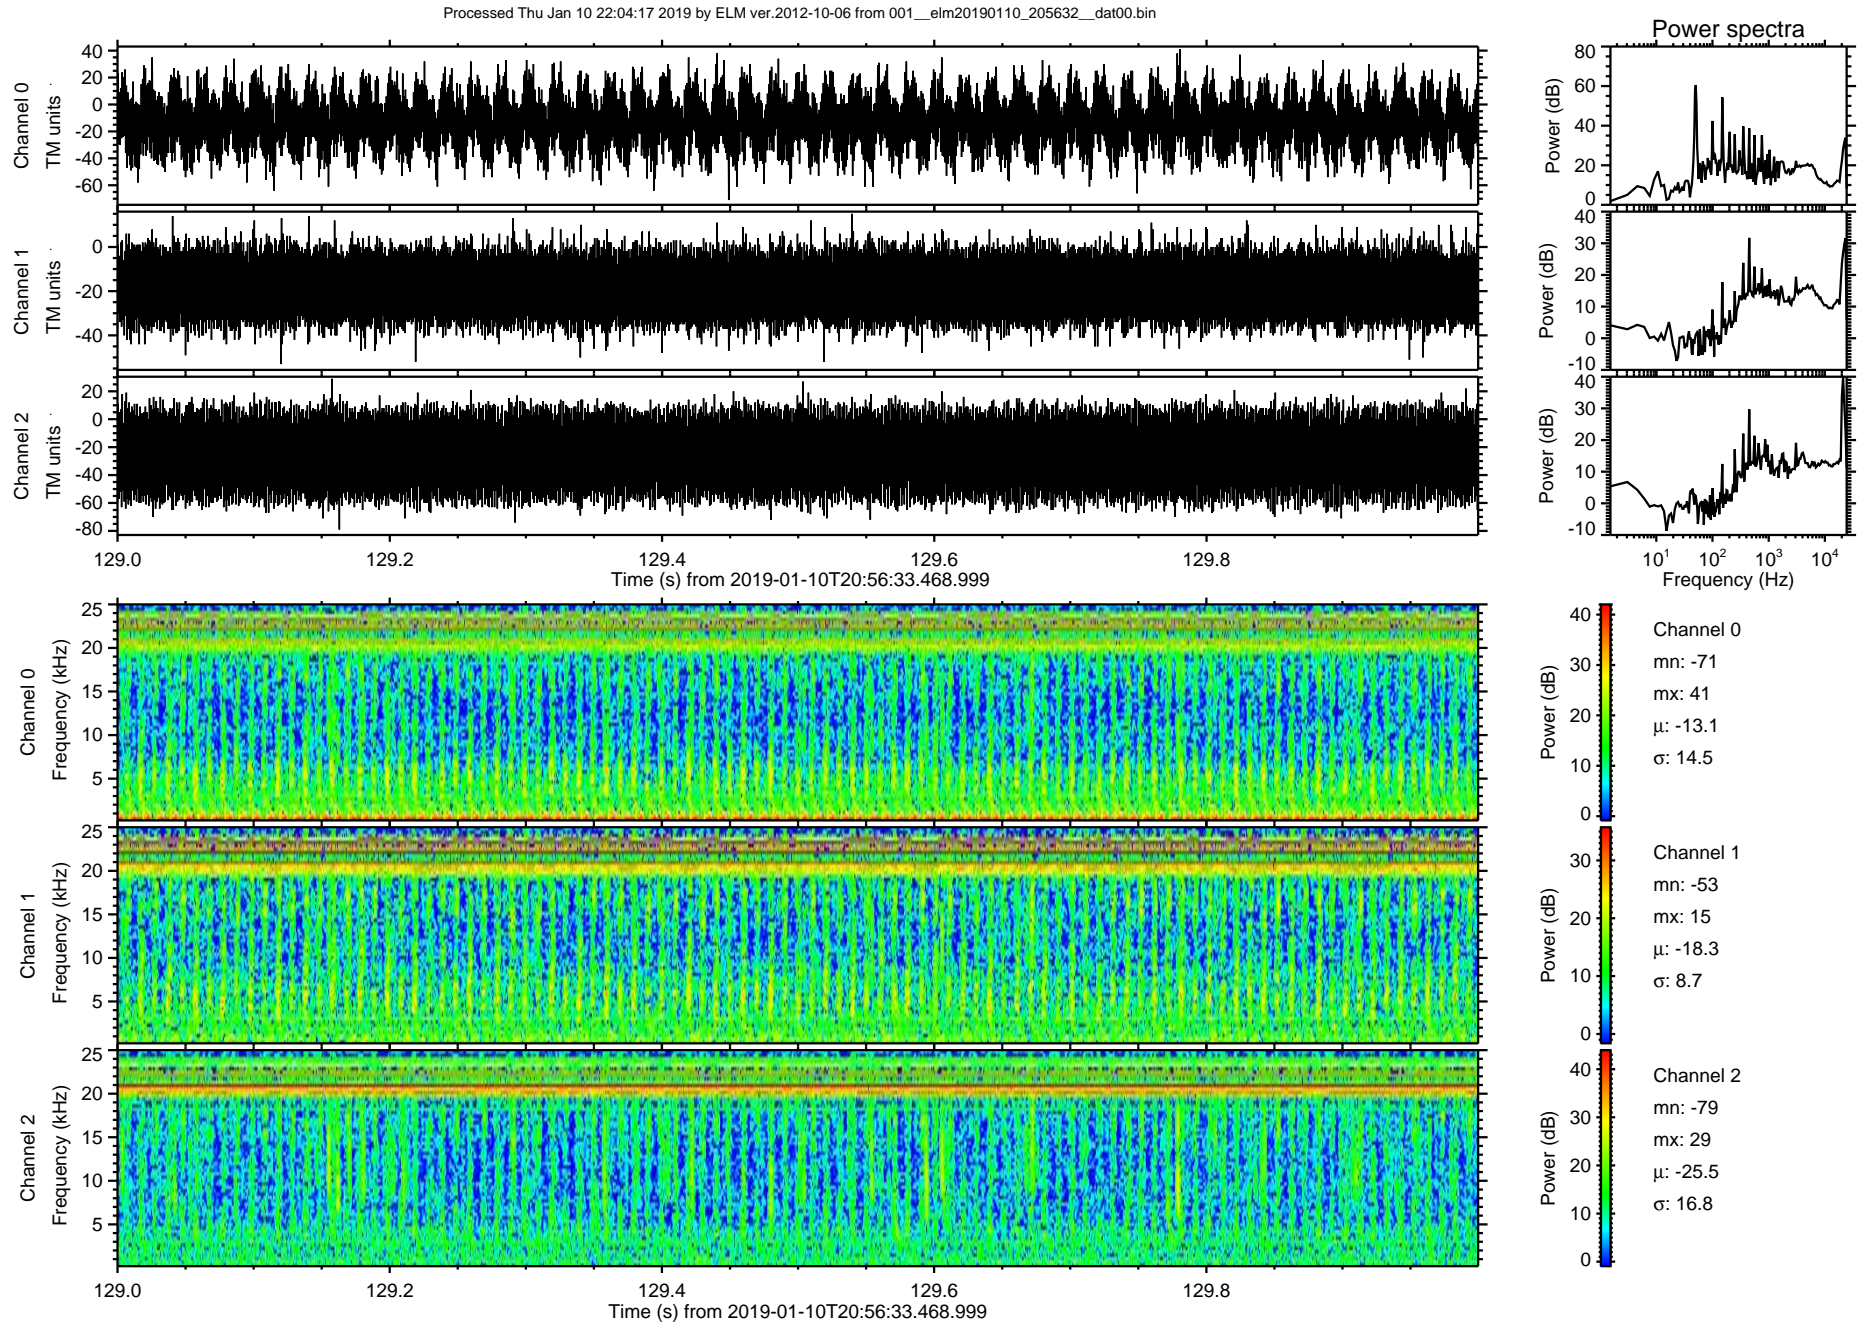 Processed Thu Jan 10 22:04:17 2019 by ELM ver.2012-10-06 from 001__elm20190110_205632__dat00.bin
Power spectra
Channel 0
TM units
40
20
0
-20
-40
-60
Power (dB)
80
60
40
20
0
Channel 1
TM units
0
-20
-40
Power (dB)
40
30
20
10
0
-10
Channel 2
TM units
20
0
-20
-40
-60
-80
Power (dB)
40
30
20
10
0
-10
129.0 129.2 129.4 129.6 129.8
Time (s) from 2019-01-10T20:56:33.468.999
10¹ 10² 10³ 10⁴
Frequency (Hz)
Channel 0
Frequency (kHz)
25
20
15
10
5
Power (dB)
40
30
20
10
0
Channel 0
mn: -71
mx: 41
μ: -13.1
σ: 14.5
Channel 1
Frequency (kHz)
25
20
15
10
5
Power (dB)
30
20
10
0
Channel 1
mn: -53
mx: 15
μ: -18.3
σ: 8.7
Channel 2
Frequency (kHz)
25
20
15
10
5
Power (dB)
40
30
20
10
0
Channel 2
mn: -79
mx: 29
μ: -25.5
σ: 16.8
129.0 129.2 129.4 129.6 129.8
Time (s) from 2019-01-10T20:56:33.468.999